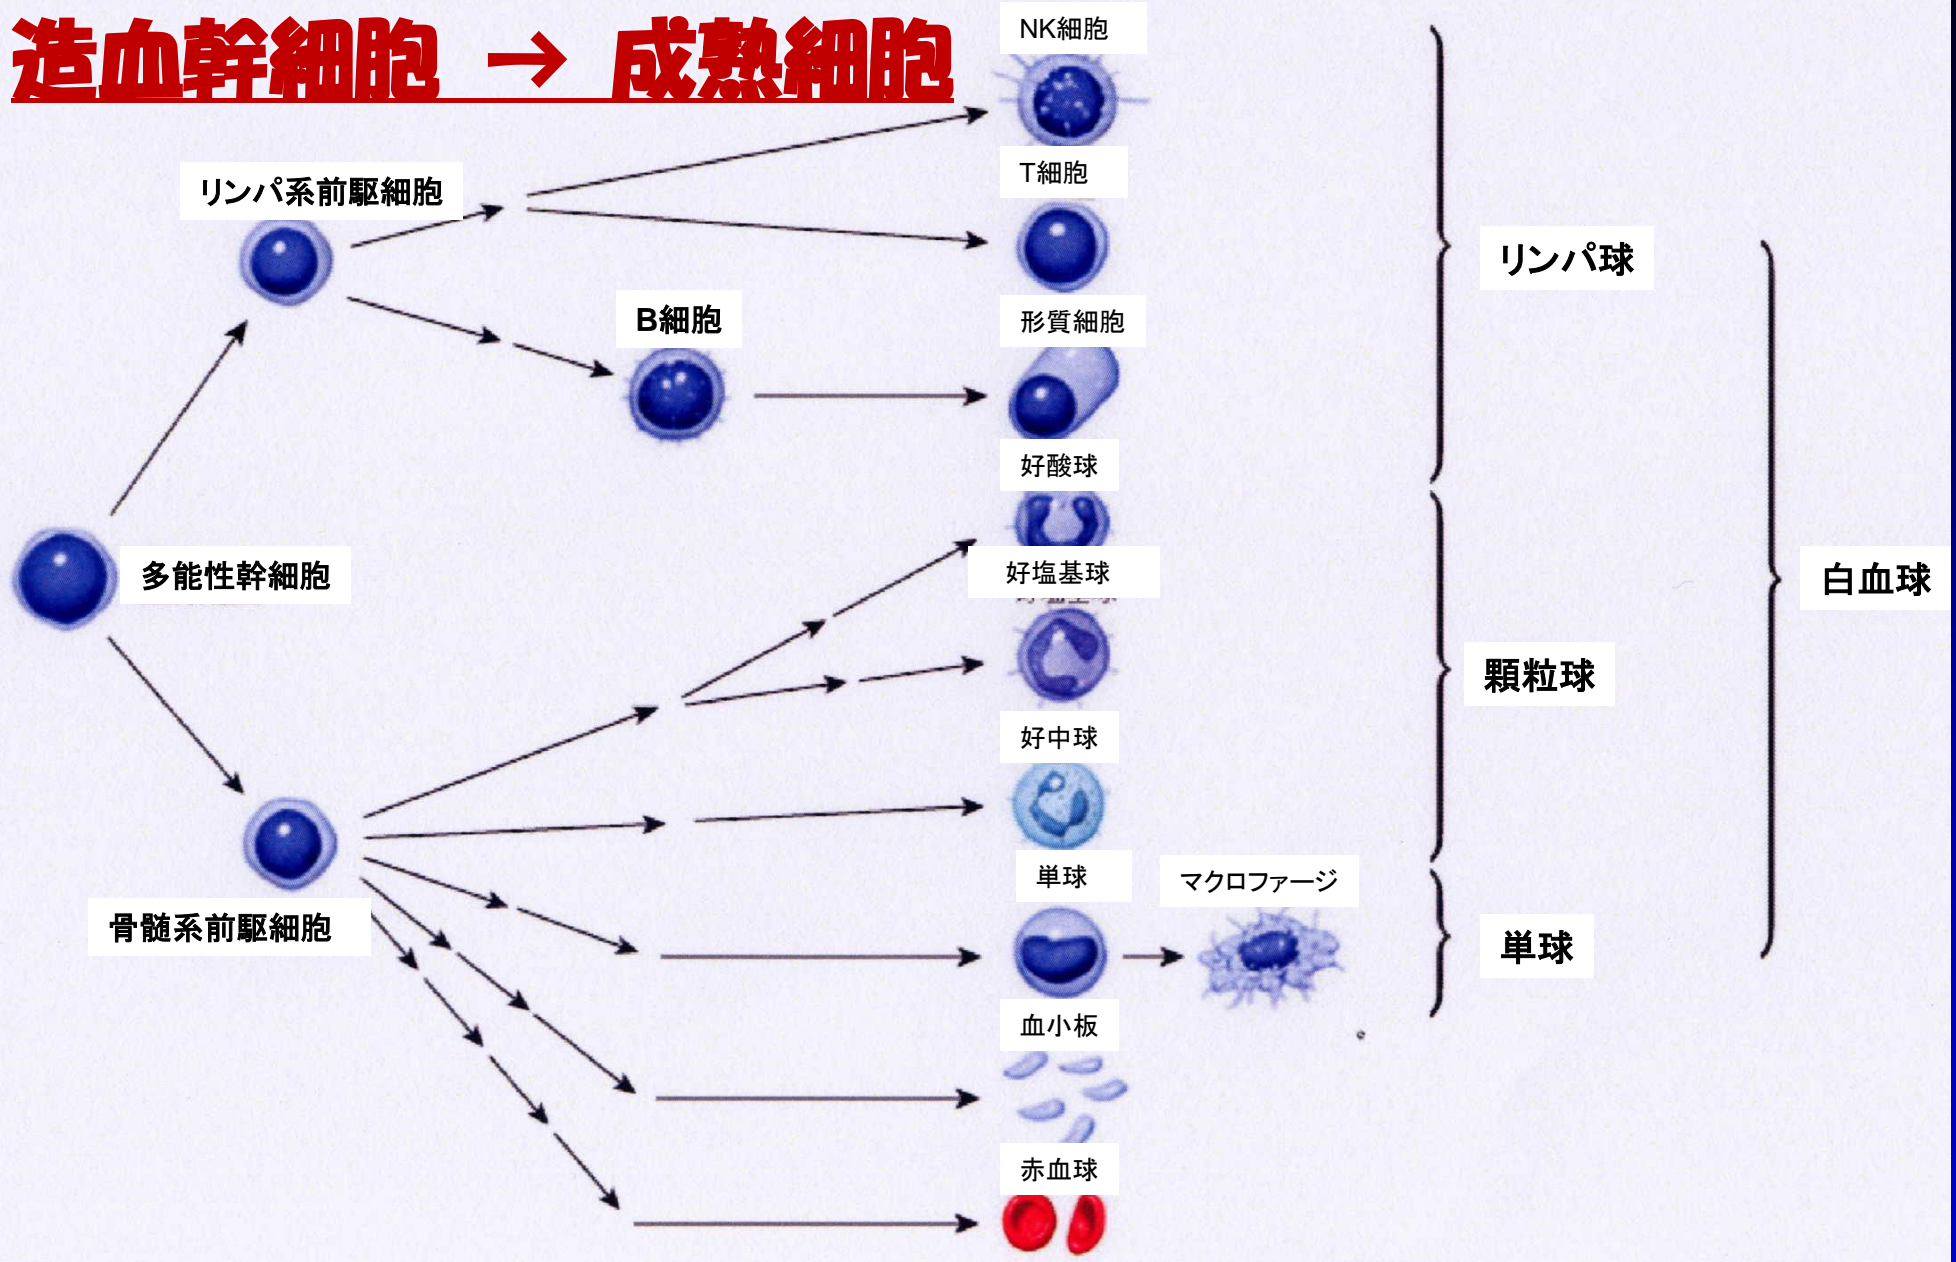 造血幹細胞 → 成熟細胞
NK細胞
T細胞
リンパ系前駆細胞
リンパ球
B細胞
形質細胞
好酸球
多能性幹細胞
好塩基球
白血球
顆粒球
好中球
単球
マクロファージ
骨髄系前駆細胞
単球
血小板
赤血球